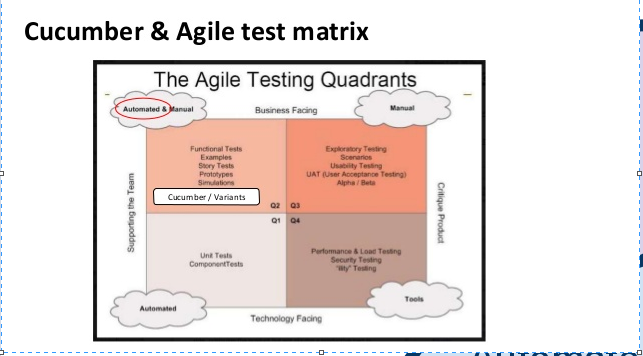 Cucumber & Agile test matrix
The Agile Testing Quadrants
Automated & Manual
Business Facing
Manual
Functional Tests
Examples
Story Tests
Prototypes
Simulations
Cucumber / Variants
Q2
Exploratory Testing
Scenarios
Usability Testing
UAT (User Acceptance Testing)
Alpha / Beta
Q3
Supporting the Team
Critique Product
Q1
Unit Tests
ComponentTests
Q4
Performance & Load Testing
Security Testing
"ility" Testing
Automated
Technology Facing
Tools